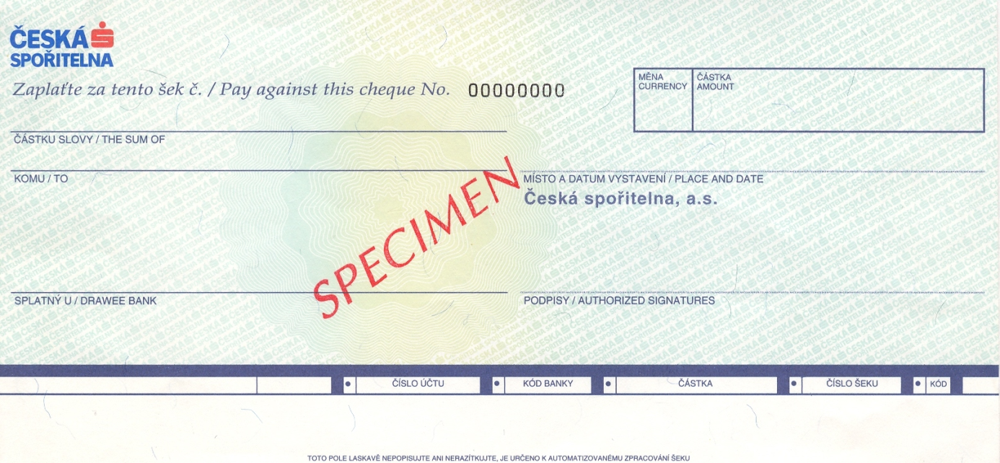 ČESKÁ
SPOŘITELNA
Zaplaťte za tento šek č. / Pay against this cheque No. 00000000
MĚNA
CURRENCY
ČÁSTKA
AMOUNT
ČÁSTKU SLOVY / THE SUM OF
KOMU / TO
MÍSTO A DATUM VYSTAVENÍ / PLACE AND DATE
Česká spořitelna, a.s.
SPECIMEN
SPLATNÝ U / DRAWEE BANK
PODPISY / AUTHORIZED SIGNATURES
ČÍSLO ÚČTU KÓD BANKY ČÁSTKA ČÍSLO ŠEKU KÓD
TOTO POLE LASKAVĚ NEPOPISUJTE ANI NERAZÍTKUJTE, JE URČENO K AUTOMATIZOVANÉMU ZPRACOVÁNÍ ŠEKU